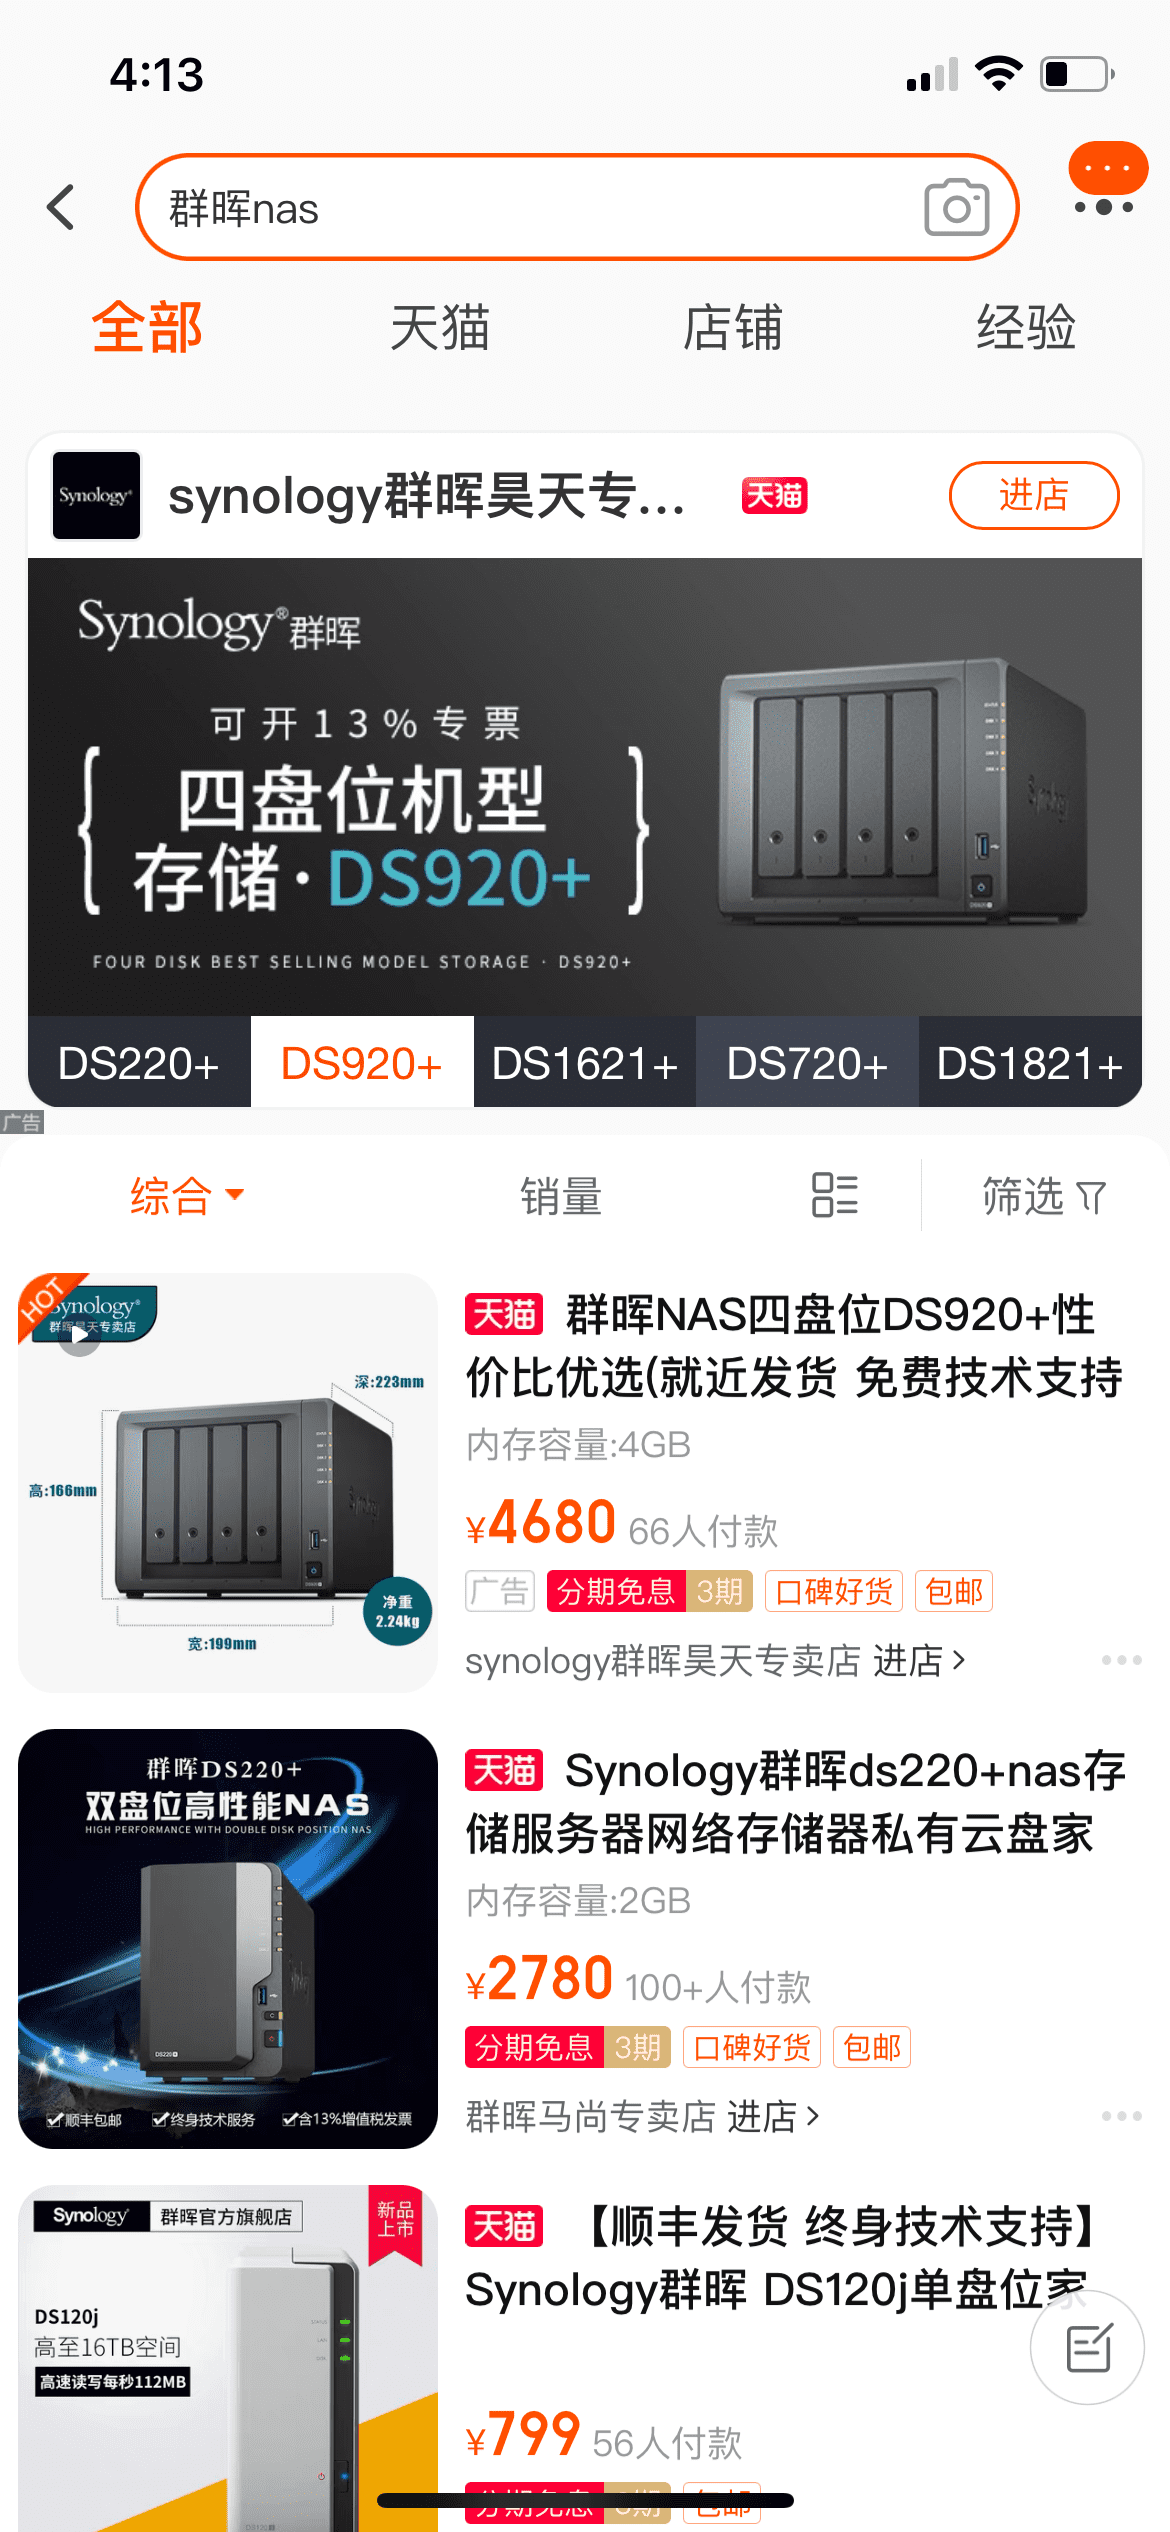 4:13
群晖nas
全部
天猫
店铺
经验
Synology
synology群晖昊天专...
天猫
进店
Synology®群晖
可开13%专票
四盘位机型
存储·DS920+
FOUR DISK BEST SELLING MODEL STORAGE · DS920+
DS220+
DS920+
DS1621+
DS720+
DS1821+
广告
综合
销量
筛选
HOT
Synology®
群晖昊天专卖店
深:223mm
高:166mm
宽:199mm
净重
2.24kg
天猫 群晖NAS四盘位DS920+性
价比优选(就近发货 免费技术支持
内存容量:4GB
¥4680 66人付款
广告 分期免息 3期 口碑好货 包邮
synology群晖昊天专卖店 进店
群晖DS220+
双盘位高性能NAS
HIGH PERFORMANCE WITH DOUBLE DISK POSITION NAS
DS220+
顺丰包邮 终身技术服务 含13%增值税发票
天猫 Synology群晖ds220+nas存
储服务器网络存储器私有云盘家
内存容量:2GB
¥2780 100+人付款
分期免息 3期 口碑好货 包邮
群晖马尚专卖店 进店
Synology® 群晖官方旗舰店
新品
上市
DS120j
高至16TB空间
高速读写每秒112MB
天猫 【顺丰发货 终身技术支持】
Synology群晖 DS120j单盘位家
¥799 56人付款
分期免息 3期 包邮